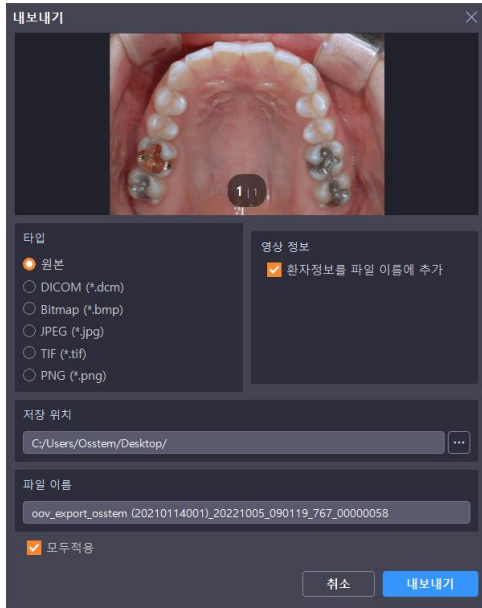 내보내기
1 | 1
타입
원본
DICOM (*.dcm)
Bitmap (*.bmp)
JPEG (*.jpg)
TIF (*.tif)
PNG (*.png)
영상 정보
환자정보를 파일 이름에 추가
저장 위치
C:/Users/Osstem/Desktop/
...
파일 이름
oov_export_osstem (20210114001)_20221005_090119_767_00000058
모두적용
취소
내보내기